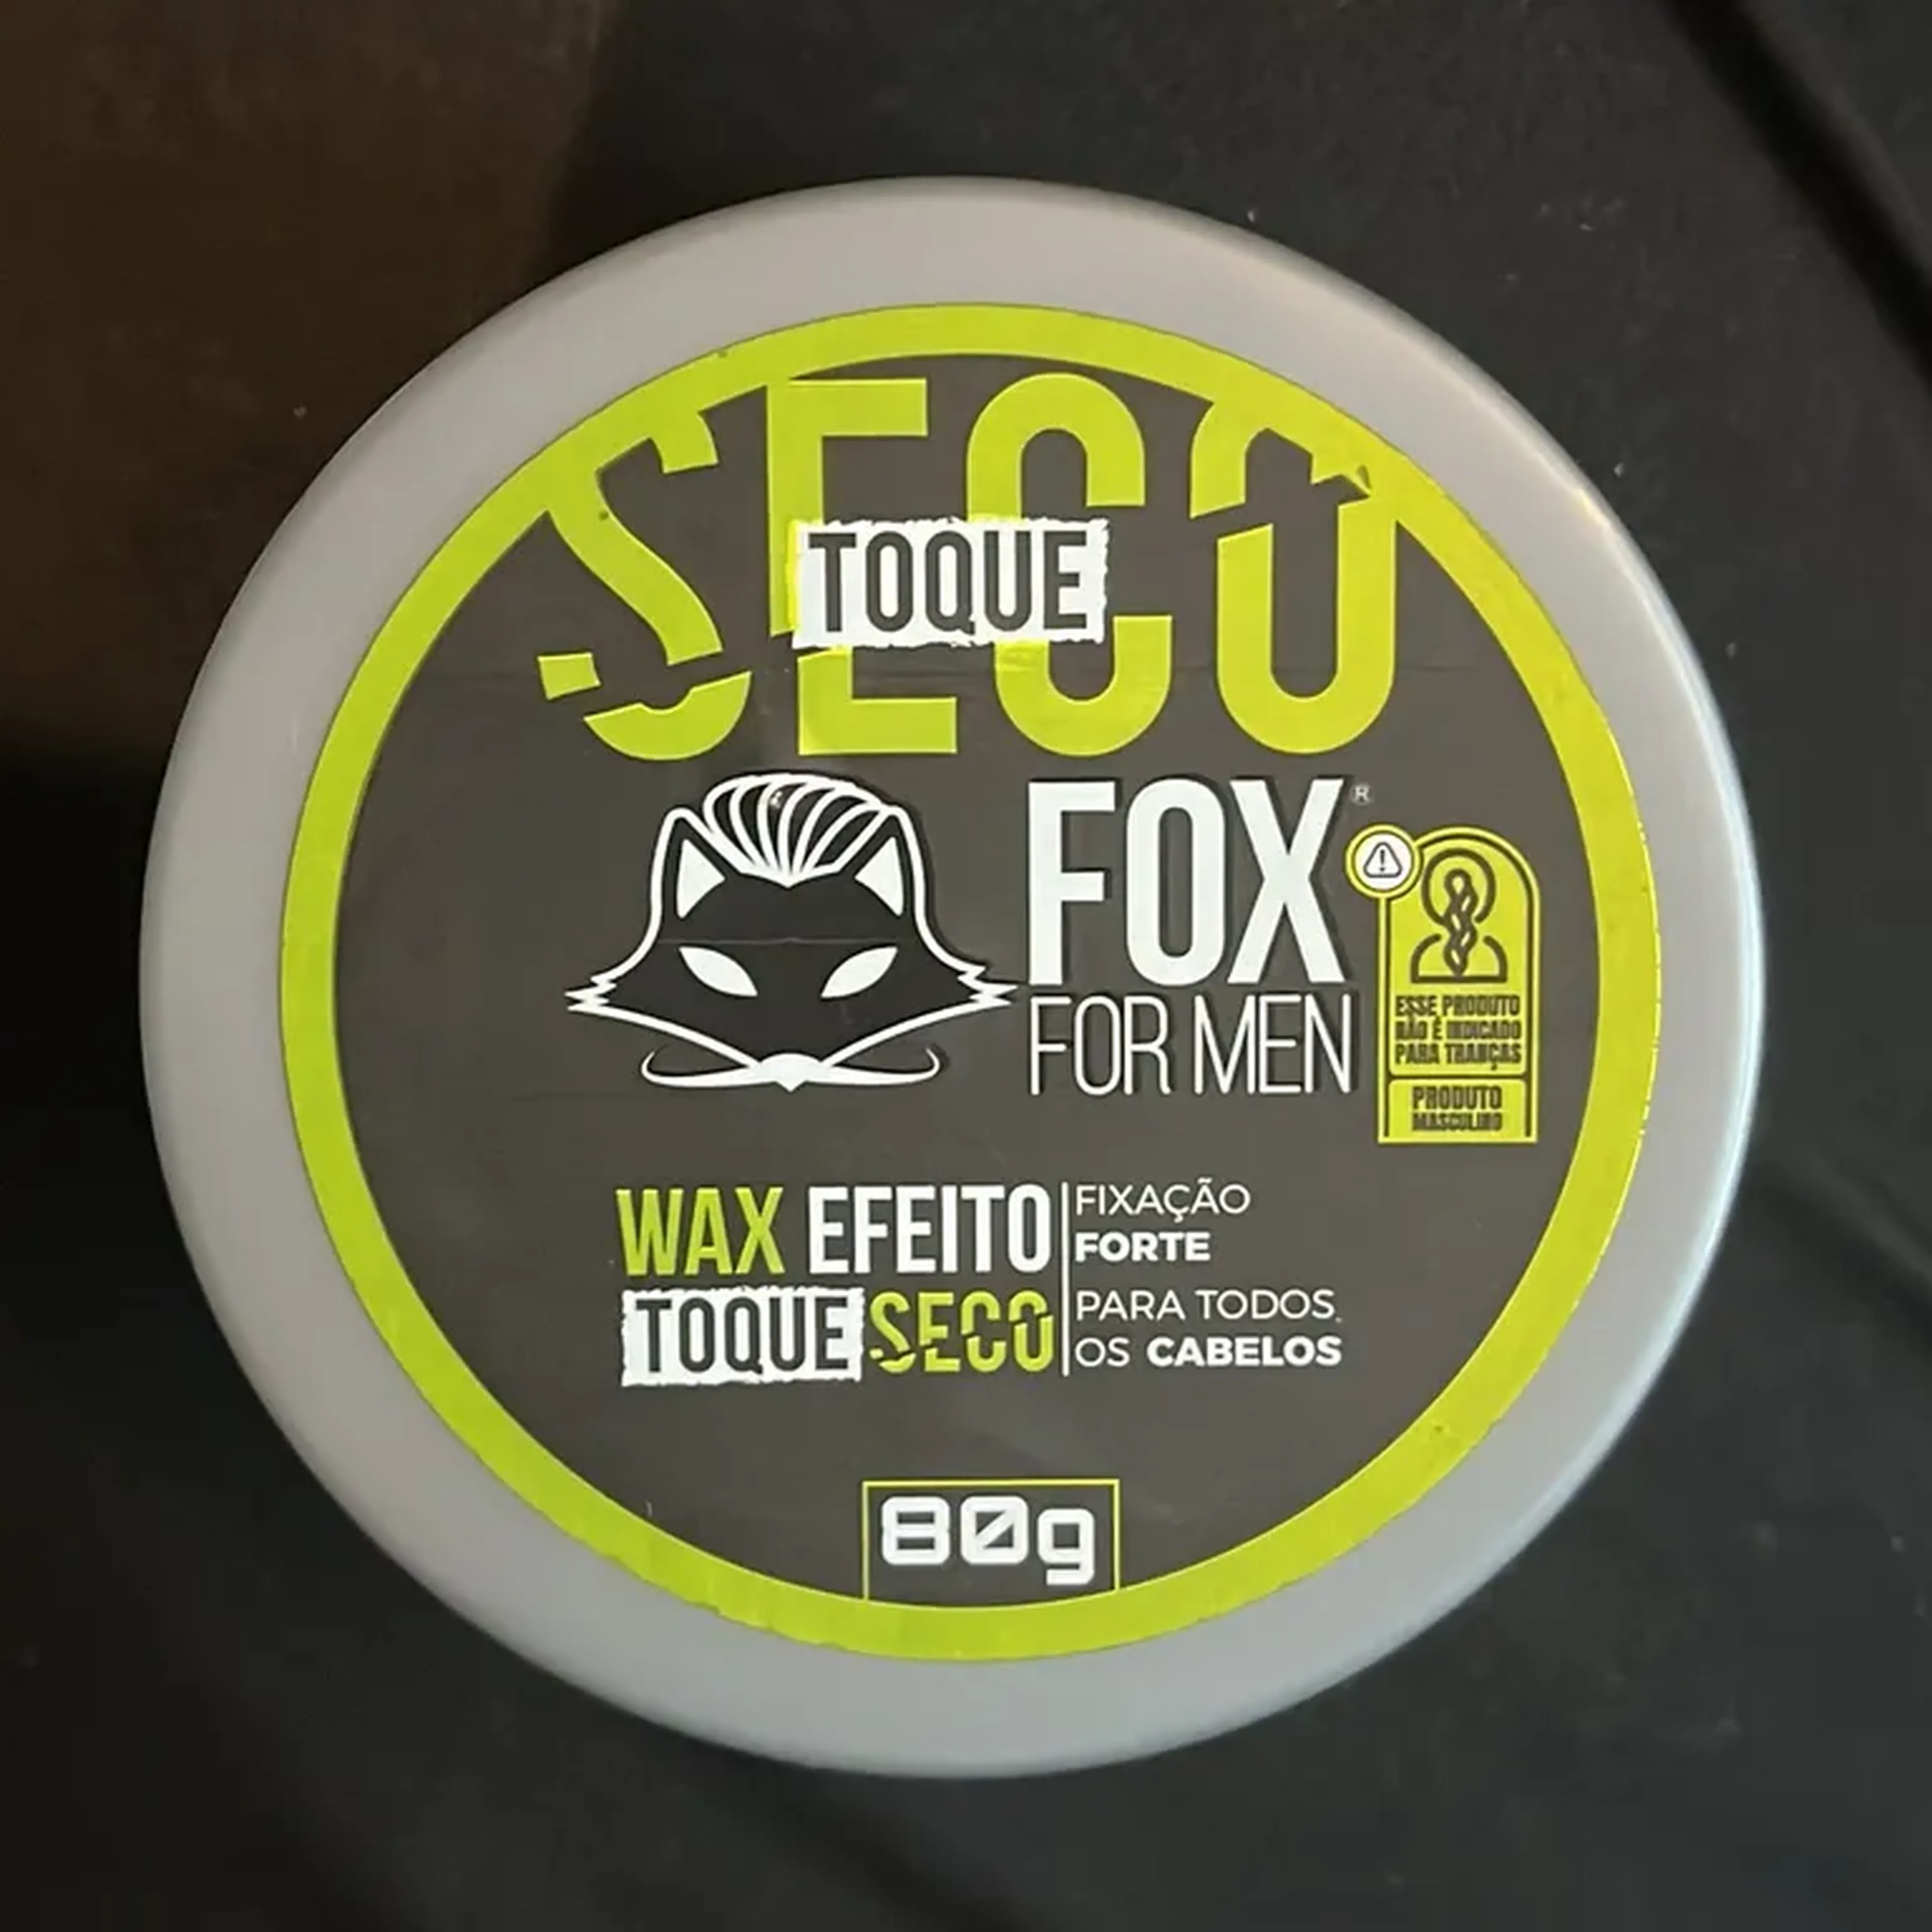 SECO
TOQUE
FOX®
FOR MEN
ESSE PRODUTO
NÃO É INDICADO
PARA TRANÇAS
PRODUTO
MASCULINO
WAX EFEITO
TOQUE SECO
FIXAÇÃO
FORTE
PARA TODOS
OS CABELOS
80g